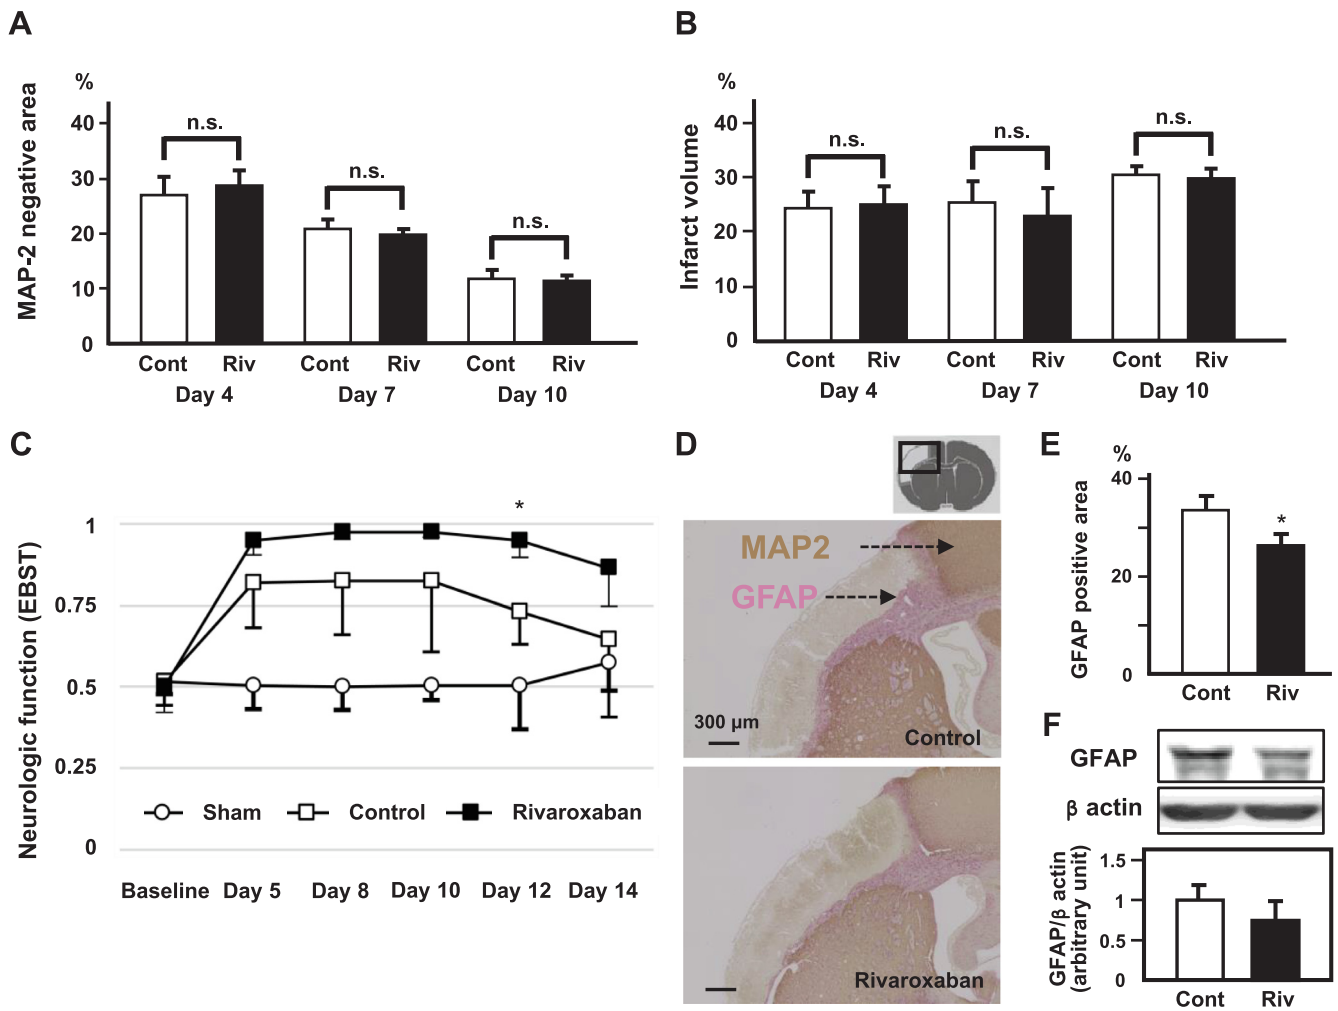 A
%
MAP-2 negative area
40
30
20
10
0
n.s.
n.s.
n.s.
Cont Riv Cont Riv Cont Riv
Day 4 Day 7 Day 10
B
%
Infarct volume
40
30
20
10
0
n.s.
n.s.
n.s.
Cont Riv Cont Riv Cont Riv
Day 4 Day 7 Day 10
C
Neurologic function (EBST)
1
0.75
0.5
0.25
0
*
Sham Control Rivaroxaban
Baseline Day 5 Day 8 Day 10 Day 12 Day 14
D
MAP2
GFAP
300 μm
Control
Rivaroxaban
E
%
GFAP positive area
40
20
0
*
Cont Riv
F
GFAP
β actin
GFAP/β actin
(arbitrary unit)
1.5
1
0.5
0
Cont Riv